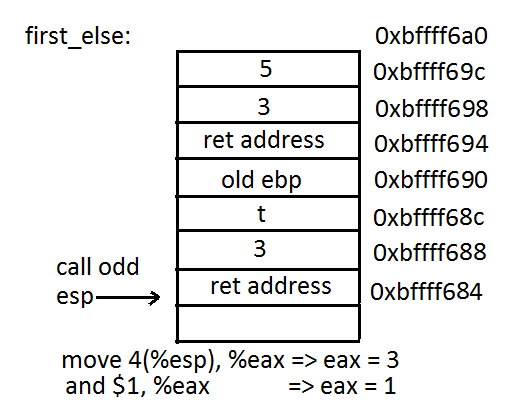 first_else:
0xbffff6a0
5
0xbffff69c
3
0xbffff698
ret address
0xbffff694
old ebp
0xbffff690
t
0xbffff68c
3
0xbffff688
call odd
esp
ret address
0xbffff684
move 4(%esp), %eax => eax = 3
and $1, %eax => eax = 1